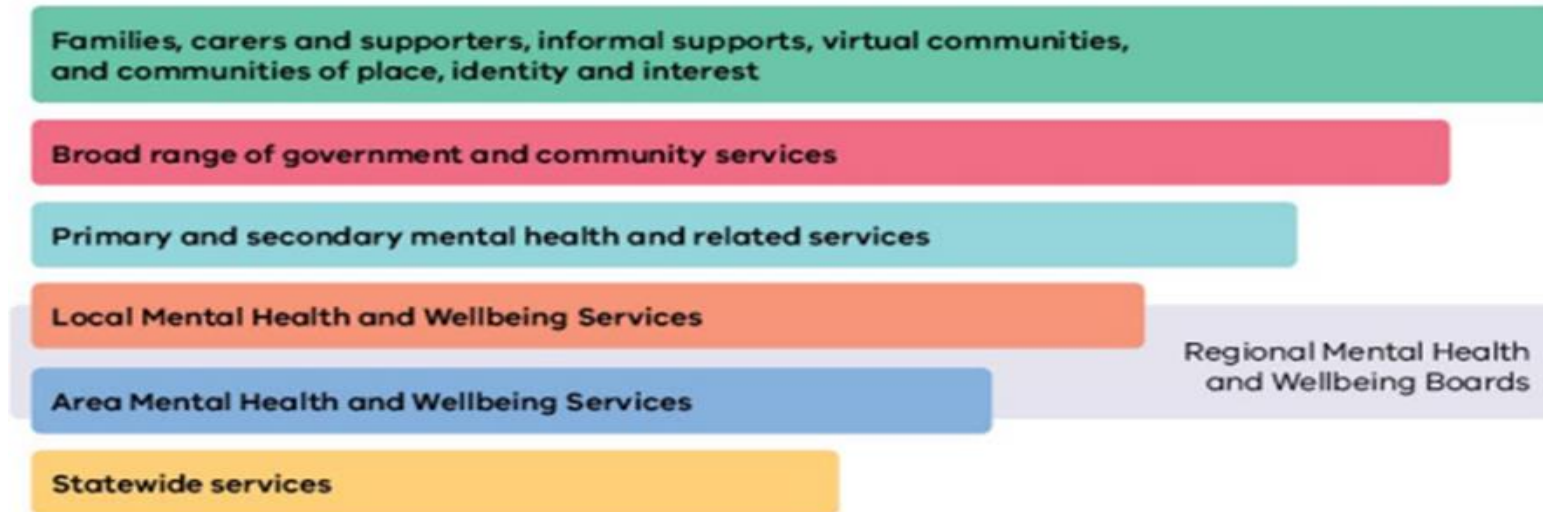 Families, carers and supporters, informal supports, virtual communities,
and communities of place, identity and interest
Broad range of government and community services
Primary and secondary mental health and related services
Local Mental Health and Wellbeing Services
Regional Mental Health
and Wellbeing Boards
Area Mental Health and Wellbeing Services
Statewide services